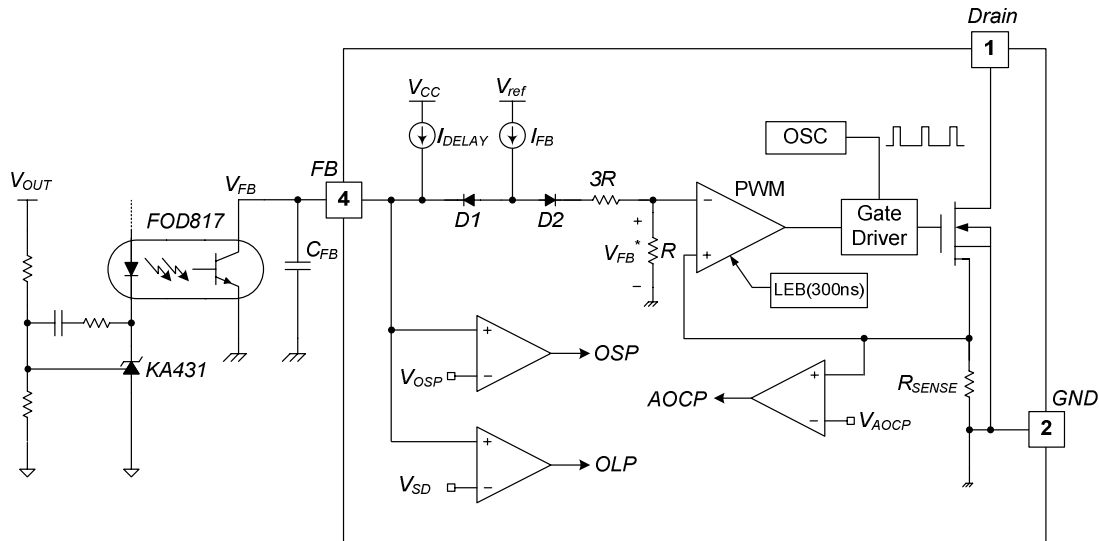 Drain
1
V_CC
V_ref
I_DELAY
I_FB
OSC
V_OUT
V_FB
FB
4
3R
PWM
FOD817
D1
D2
Gate
Driver
C_FB
+
V_FB*
−
R
−
+
LEB(300ns)
KA431
+
−
V_OSP
OSP
AOCP
+
−
V_AOCP
R_SENSE
GND
2
+
−
V_SD
OLP